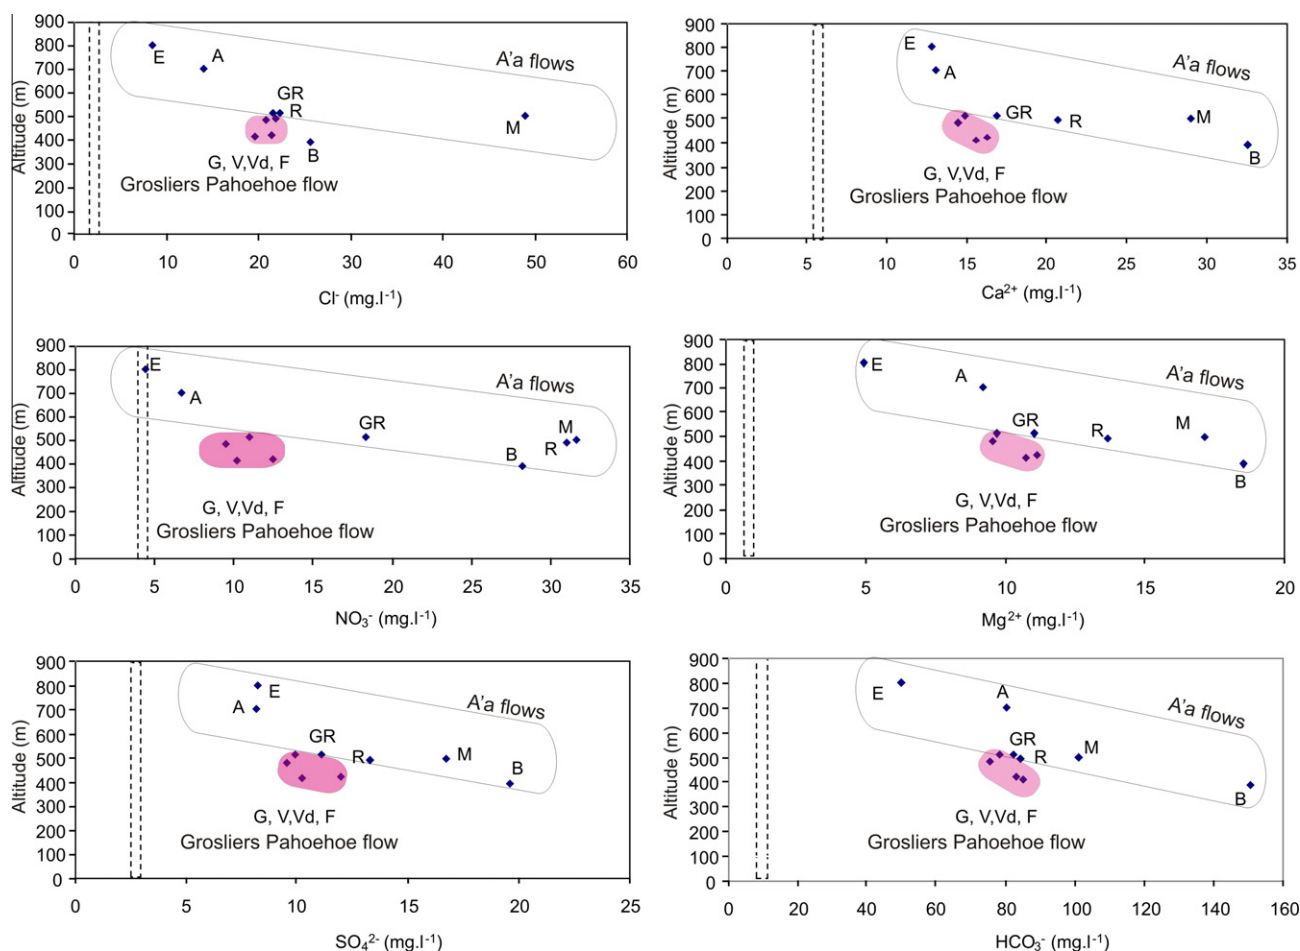 Altitude (m)
900
800
700
600
500
400
300
200
100
0
E
A
A'a flows
GR
R
M
B
G, V,Vd, F
Grosliers Pahoehoe flow
0 10 20 30 40 50 60
Cl⁻ (mg.l⁻¹)
Altitude (m)
900
800
700
600
500
400
300
200
100
0
E
A
A'a flows
GR
R
M
B
G, V,Vd, F
Grosliers Pahoehoe flow
0 5 10 15 20 25 30 35
Ca²⁺ (mg.l⁻¹)
Altitude (m)
900
800
700
600
500
400
300
200
100
0
E
A
A'a flows
GR
M
R
B
G, V,Vd, F
Grosliers Pahoehoe flow
0 5 10 15 20 25 30 35
NO₃⁻ (mg.l⁻¹)
Altitude (m)
900
800
700
600
500
400
300
200
100
0
E
A
A'a flows
GR
R
M
B
G, V,Vd, F
Grosliers Pahoehoe flow
0 5 10 15 20
Mg²⁺ (mg.l⁻¹)
Altitude (m)
900
800
700
600
500
400
300
200
100
0
E
A
A'a flows
GR
R
M
B
G, V,Vd, F
Grosliers Pahoehoe flow
0 5 10 15 20 25
SO₄²⁻ (mg.l⁻¹)
Altitude (m)
900
800
700
600
500
400
300
200
100
0
E
A
A'a flows
GR
R
M
B
G, V,Vd, F
Grosliers Pahoehoe flow
0 20 40 60 80 100 120 140 160
HCO₃⁻ (mg.l⁻¹)